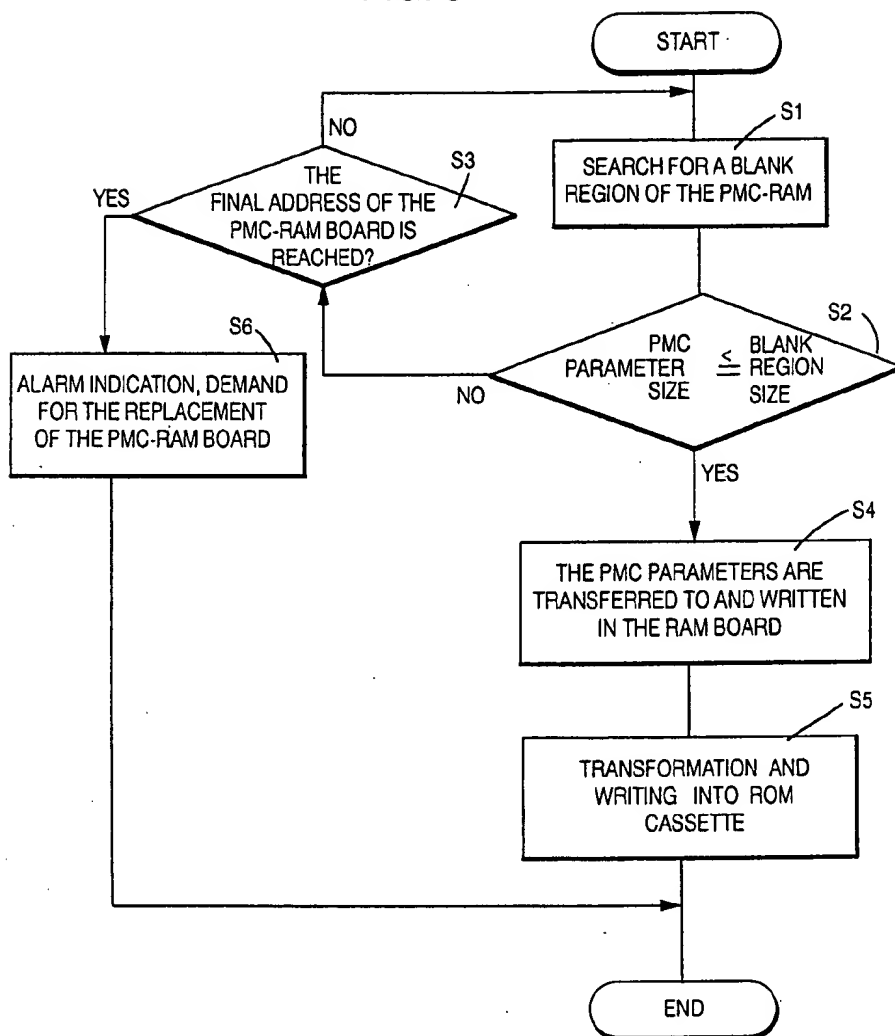 START
S1
SEARCH FOR A BLANK
REGION OF THE PMC-RAM
NO
S3
YES
THE
FINAL ADDRESS OF THE
PMC-RAM BOARD IS
REACHED?
S2
PMC
PARAMETER
SIZE
≦
BLANK
REGION
SIZE
NO
YES
S6
ALARM INDICATION, DEMAND
FOR THE REPLACEMENT
OF THE PMC-RAM BOARD
S4
THE PMC PARAMETERS ARE
TRANSFERRED TO AND WRITTEN
IN THE RAM BOARD
S5
TRANSFORMATION AND
WRITING INTO ROM
CASSETTE
END